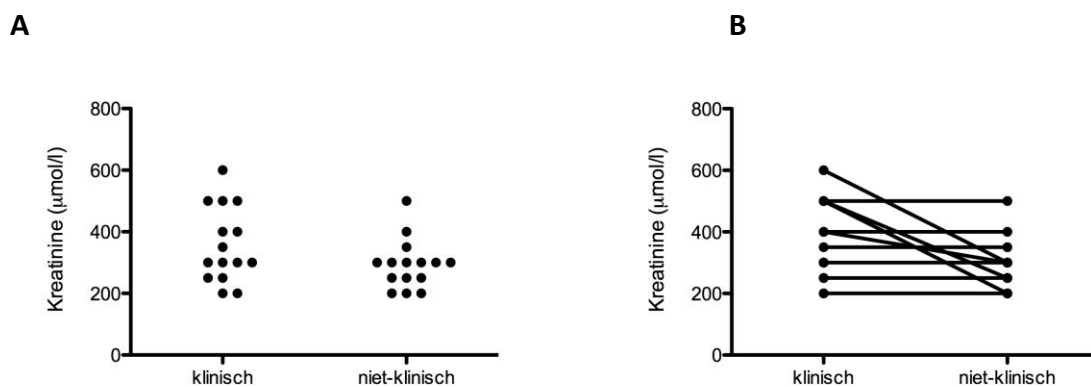 A
Kreatinine (μmol/l)
800
600
400
200
0
klinisch niet-klinisch
B
Kreatinine (μmol/l)
800
600
400
200
0
klinisch niet-klinisch